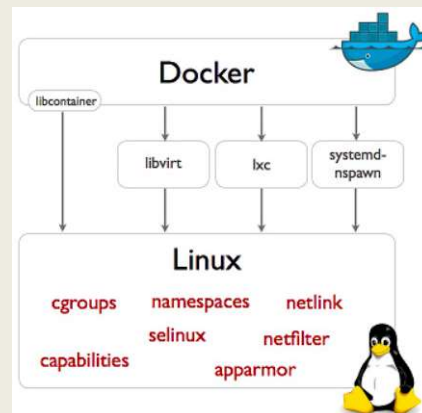 Docker
libcontainer
libvirt
lxc
systemd-
nspawn
Linux
cgroups namespaces netlink
selinux netfilter
capabilities apparmor